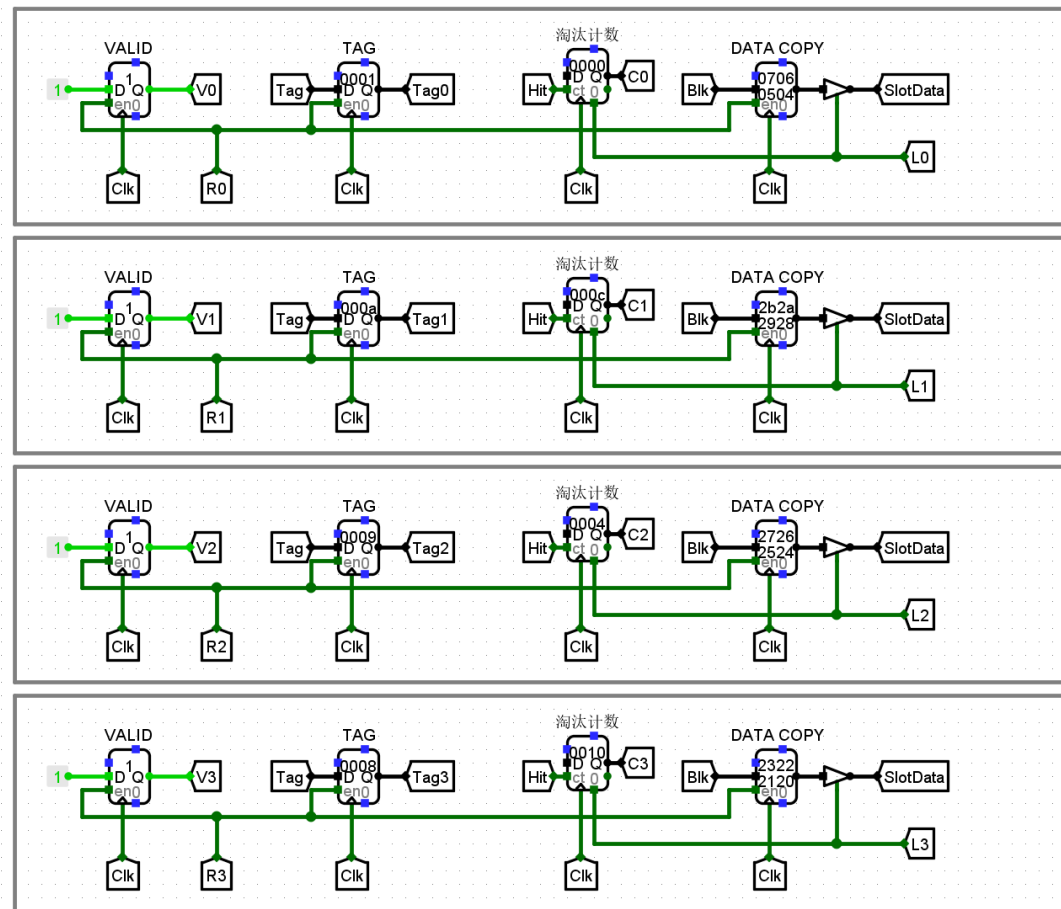 VALID TAG 淘汰计数 DATA COPY
1 D 1 Q en0 V0 Tag 0001 D Q en0 Tag0 Hit 0000 D Q ct 0 C0 Blk 0706 0504 en0 SlotData
L0
Clk R0 Clk Clk Clk
VALID TAG 淘汰计数 DATA COPY
1 D 1 Q en0 V1 Tag 000a D Q en0 Tag1 Hit 000c D Q ct 0 C1 Blk 2b2a 2928 en0 SlotData
L1
Clk R1 Clk Clk Clk
VALID TAG 淘汰计数 DATA COPY
1 D 1 Q en0 V2 Tag 0009 D Q en0 Tag2 Hit 0004 D Q ct 0 C2 Blk 2726 2524 en0 SlotData
L2
Clk R2 Clk Clk Clk
VALID TAG 淘汰计数 DATA COPY
1 D 1 Q en0 V3 Tag 0008 D Q en0 Tag3 Hit 0010 D Q ct 0 C3 Blk 2322 2120 en0 SlotData
L3
Clk R3 Clk Clk Clk